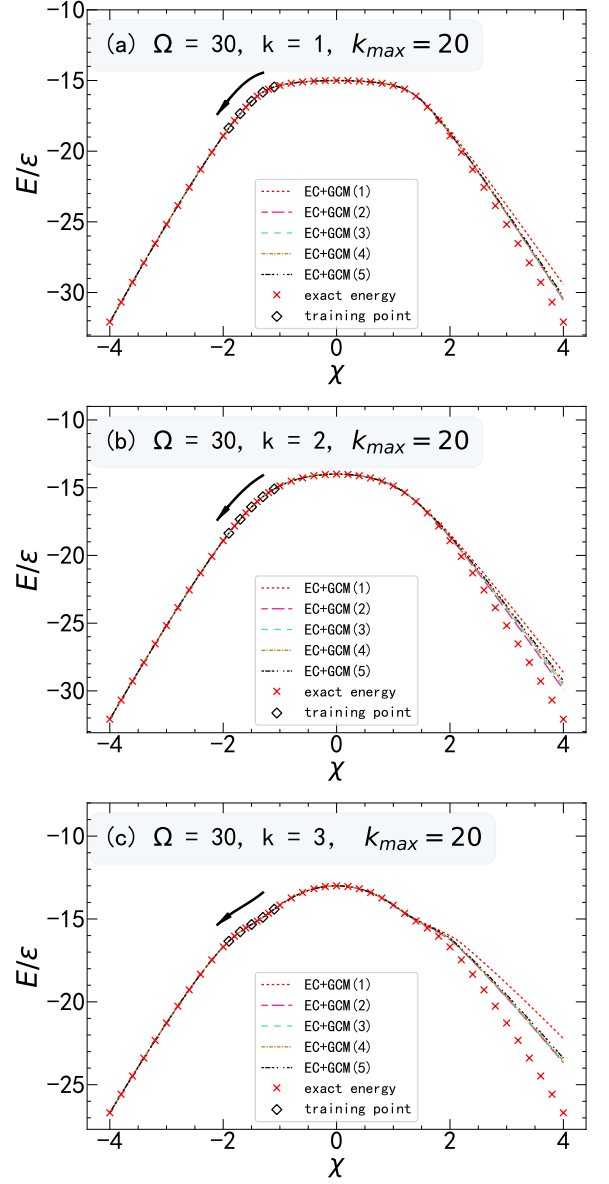 (a) Ω = 30, k = 1, k_max = 20
−10
−15
−20
−25
−30
E/ε
EC+GCM(1)
EC+GCM(2)
EC+GCM(3)
EC+GCM(4)
EC+GCM(5)
exact energy
training point
−4 −2 0 2 4
χ
(b) Ω = 30, k = 2, k_max = 20
−10
−15
−20
−25
−30
E/ε
EC+GCM(1)
EC+GCM(2)
EC+GCM(3)
EC+GCM(4)
EC+GCM(5)
exact energy
training point
−4 −2 0 2 4
χ
(c) Ω = 30, k = 3, k_max = 20
−10
−15
−20
−25
E/ε
EC+GCM(1)
EC+GCM(2)
EC+GCM(3)
EC+GCM(4)
EC+GCM(5)
exact energy
training point
−4 −2 0 2 4
χ